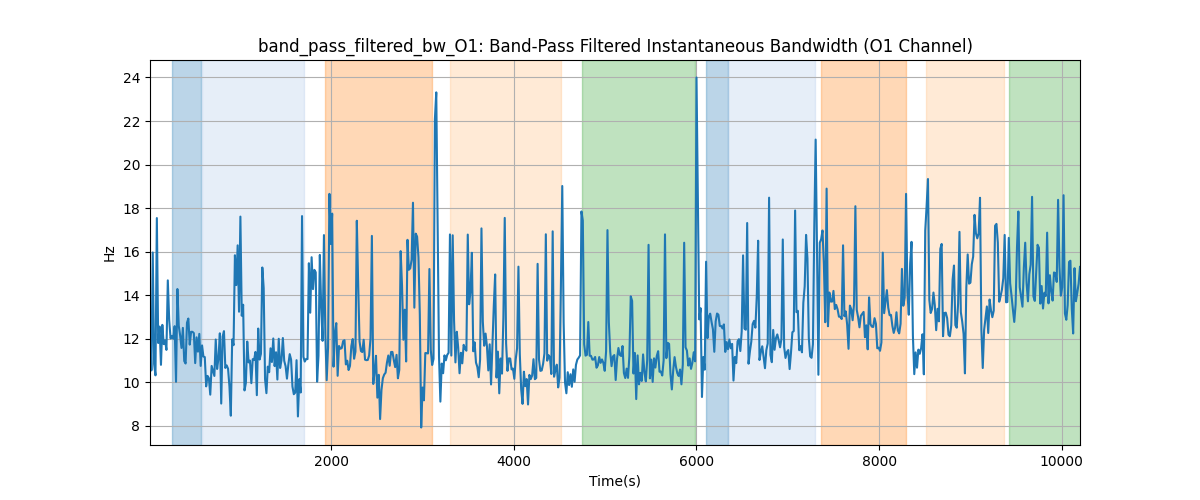 band_pass_filtered_bw_O1: Band-Pass Filtered Instantaneous Bandwidth (O1 Channel)
24
22
20
18
16
14
12
10
8
Hz
2000 4000 6000 8000 10000
Time(s)